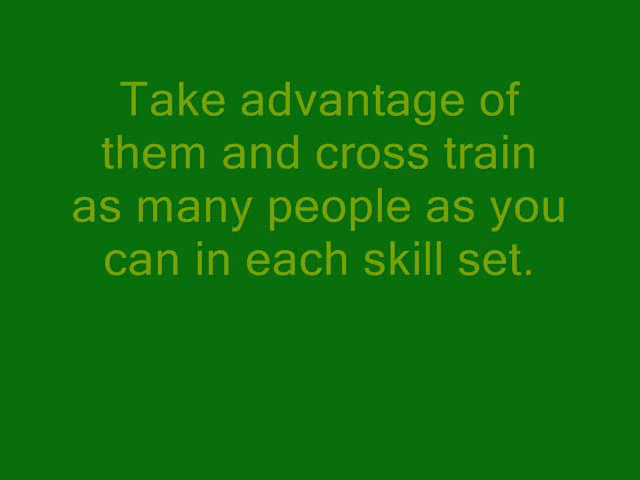 Take advantage of
them and cross train
as many people as you
can in each skill set.